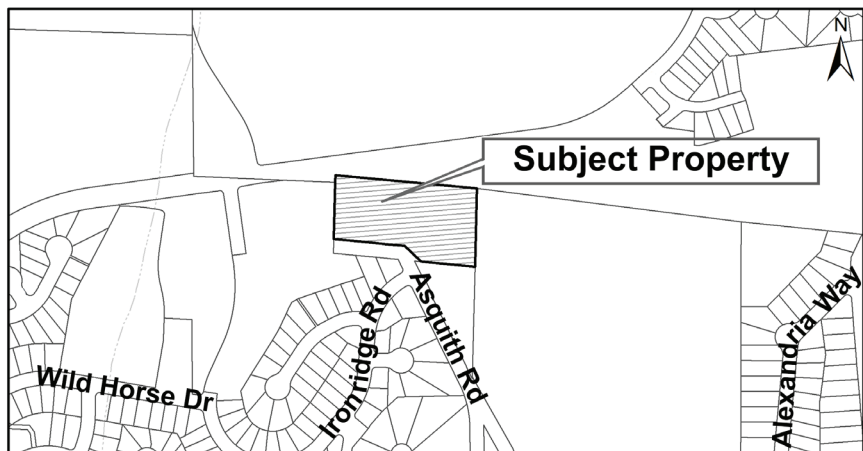 N
Subject Property
Asquith Rd
Ironridge Rd
Wild Horse Dr
Alexandria Way